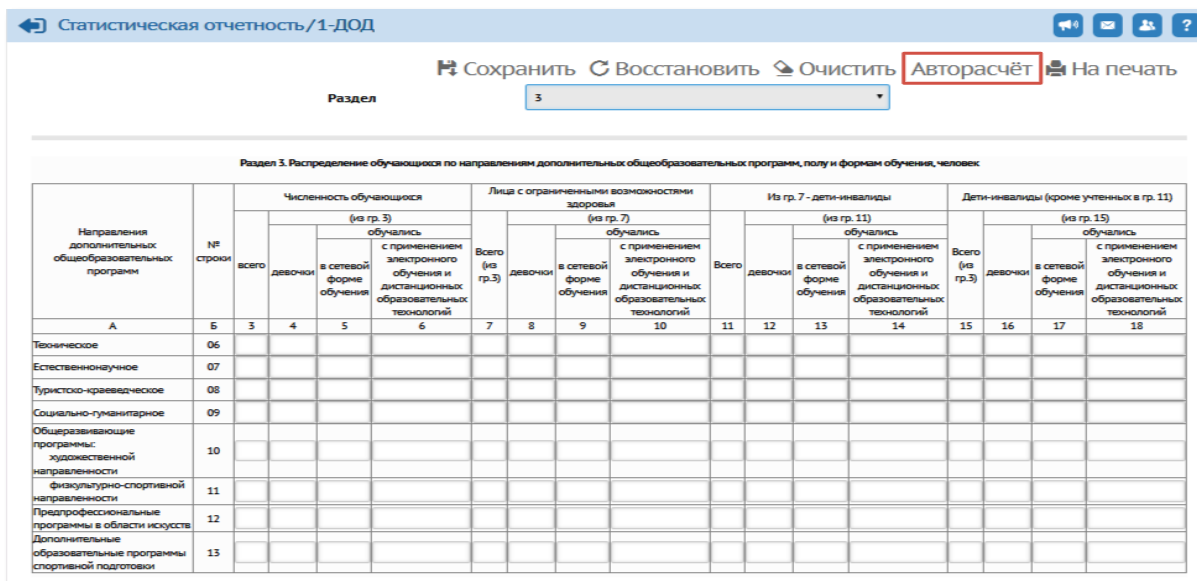 Статистическая отчетность/1-ДОД
?
Сохранить Восстановить Очистить Авторасчёт На печать
Раздел 3
Раздел 3. Распределение обучающихся по направлениям дополнительных общеобразовательных программ, полу и формам обучения, человек
Направления
дополнительных
общеобразовательных
программ
№
строки
Численность обучающихся
всего
(из гр. 3)
девочки
обучались
в сетевой
форме
обучения
с применением
электронного
обучения и
дистанционных
образовательных
технологий
Лица с ограниченными возможностями
здоровья
Всего
(из
гр.3)
(из гр. 7)
девочки
обучались
в сетевой
форме
обучения
с применением
электронного
обучения и
дистанционных
образовательных
технологий
Из гр. 7 - дети-инвалиды
Всего
(из гр. 11)
девочки
обучались
в сетевой
форме
обучения
с применением
электронного
обучения и
дистанционных
образовательных
технологий
Дети-инвалиды (кроме учтенных в гр. 11)
Всего
(из
гр.3)
(из гр. 15)
девочки
обучались
в сетевой
форме
обучения
с применением
электронного
обучения и
дистанционных
образовательных
технологий
А Б 3 4 5 6 7 8 9 10 11 12 13 14 15 16 17 18
Техническое 06
Естественнонаучное 07
Туристско-краеведческое 08
Социально-гуманитарное 09
Общеразвивающие
программы:
художественной
направленности
10
физкультурно-спортивной
направленности
11
Предпрофессиональные
программы в области искусств
12
Дополнительные
образовательные программы
спортивной подготовки
13